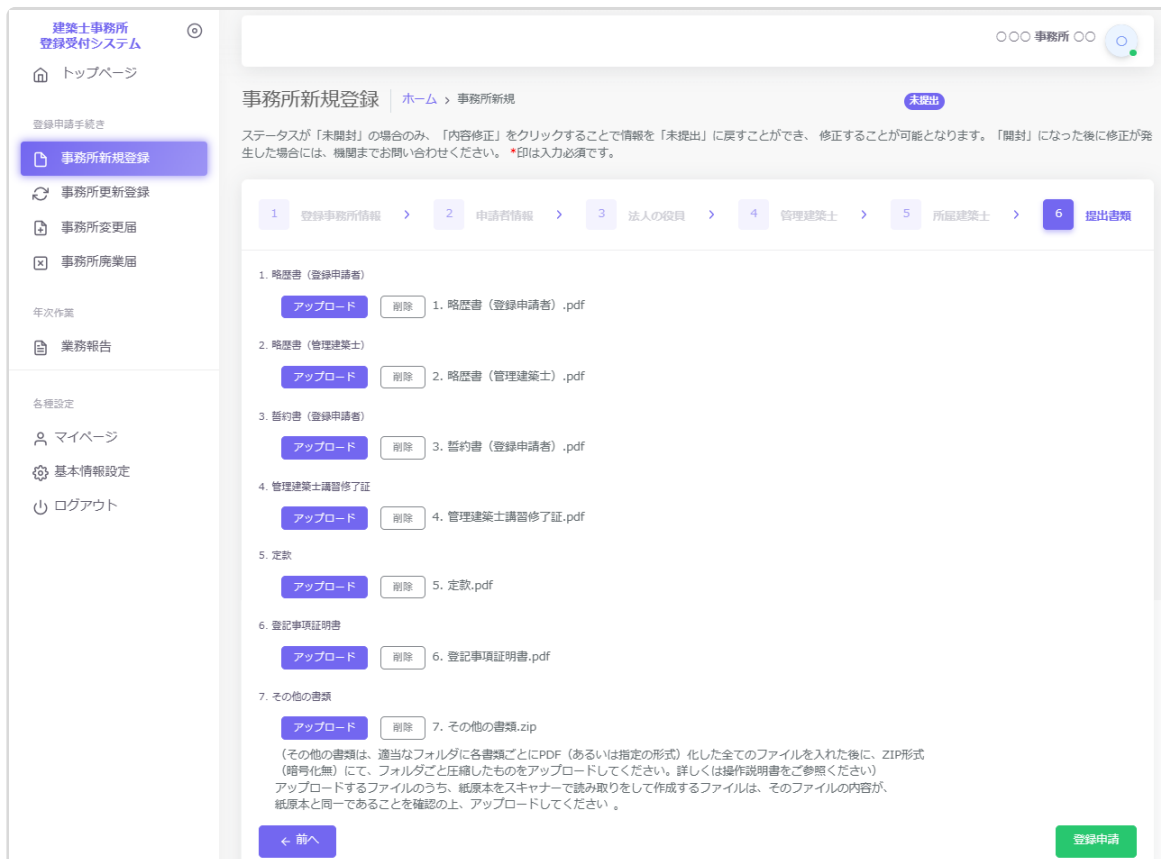 建築士事務所
登録受付システム
トップページ
登録申請手続き
事務所新規登録
事務所更新登録
事務所変更届
事務所廃業届
年次作業
業務報告
各種設定
マイページ
基本情報設定
ログアウト
〇〇〇 事務所 〇〇
〇
事務所新規登録 ホーム › 事務所新規
未提出
ステータスが「未開封」の場合のみ、「内容修正」をクリックすることで情報を「未提出」に戻すことができ、 修正することが可能となります。「開封」になった後に修正が発
生した場合には、機関までお問い合わせください。 *印は入力必須です。
1 登録事務所情報 › 2 申請者情報 › 3 法人の役員 › 4 管理建築士 › 5 所属建築士 › 6 提出書類
1. 略歴書（登録申請者）
アップロード 削除 1. 略歴書（登録申請者）.pdf
2. 略歴書（管理建築士）
アップロード 削除 2. 略歴書（管理建築士）.pdf
3. 誓約書（登録申請者）
アップロード 削除 3. 誓約書（登録申請者）.pdf
4. 管理建築士講習修了証
アップロード 削除 4. 管理建築士講習修了証.pdf
5. 定款
アップロード 削除 5. 定款.pdf
6. 登記事項証明書
アップロード 削除 6. 登記事項証明書.pdf
7. その他の書類
アップロード 削除 7. その他の書類.zip
（その他の書類は、適当なフォルダに各書類ごとにPDF（あるいは指定の形式）化した全てのファイルを入れた後に、ZIP形式
（暗号化無）にて、フォルダごと圧縮したものをアップロードしてください。詳しくは操作説明書をご参照ください）
アップロードするファイルのうち、紙原本をスキャナーで読み取りをして作成するファイルは、そのファイルの内容が、
紙原本と同一であることを確認の上、アップロードしてください 。
← 前へ
登録申請